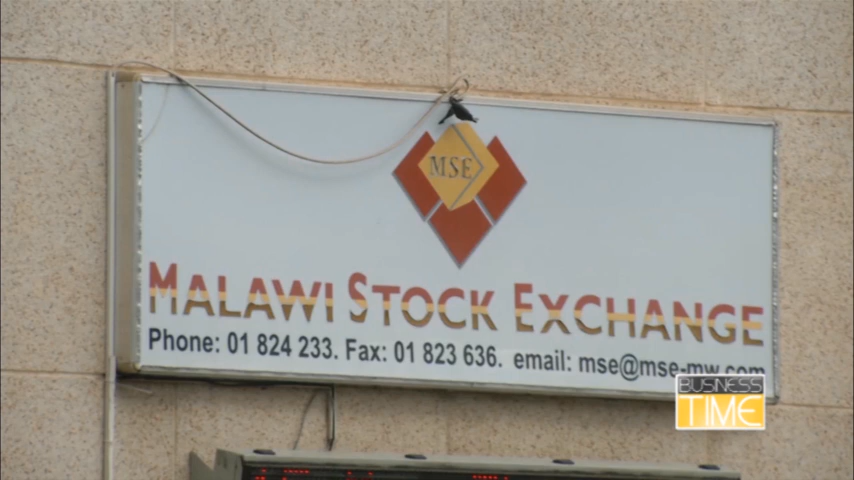 MSE
MALAWI STOCK EXCHANGE
Phone: 01 824 233. Fax: 01 823 636. email: mse@mse-mw.com
BUSINESS
TIME